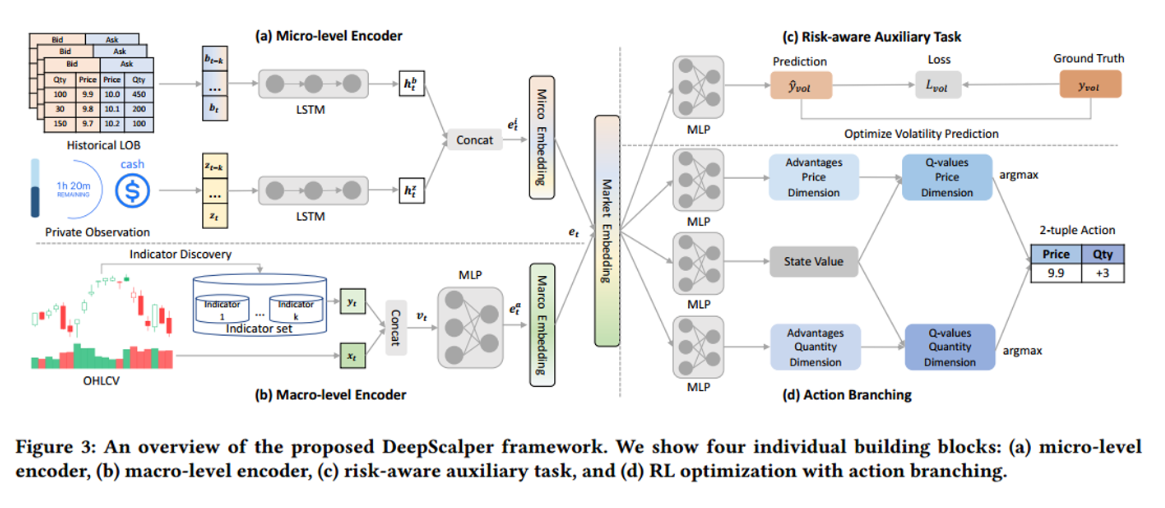 (a) Micro-level Encoder
Bid Ask
Bid Ask
Bid Ask
Qty Price Price Qty
100 9.9 10.0 450
30 9.8 10.1 200
150 9.7 10.2 100
Historical LOB
b_{t-k}
...
b_t
LSTM
h_t^b
1h 20m
REMAINING
cash
$
Private Observation
z_{t-k}
...
z_t
LSTM
h_t^z
Concat
e_t^i
Mirco Embedding
Indicator Discovery
Indicator
1
...
Indicator
k
Indicator set
OHLCV
y_t
x_t
Concat
v_t
MLP
e_t^a
Marco Embedding
(b) Macro-level Encoder
e_t
Market Embedding
(c) Risk-aware Auxiliary Task
MLP
Prediction
ŷ_{vol}
Loss
L_{vol}
Ground Truth
y_{vol}
Optimize Volatility Prediction
MLP
Advantages
Price
Dimension
Q-values
Price
Dimension
argmax
MLP
State Value
2-tuple Action
Price Qty
9.9 +3
MLP
Advantages
Quantity
Dimension
Q-values
Quantity
Dimension
argmax
(d) Action Branching
Figure 3: An overview of the proposed DeepScalper framework. We show four individual building blocks: (a) micro-level
encoder, (b) macro-level encoder, (c) risk-aware auxiliary task, and (d) RL optimization with action branching.